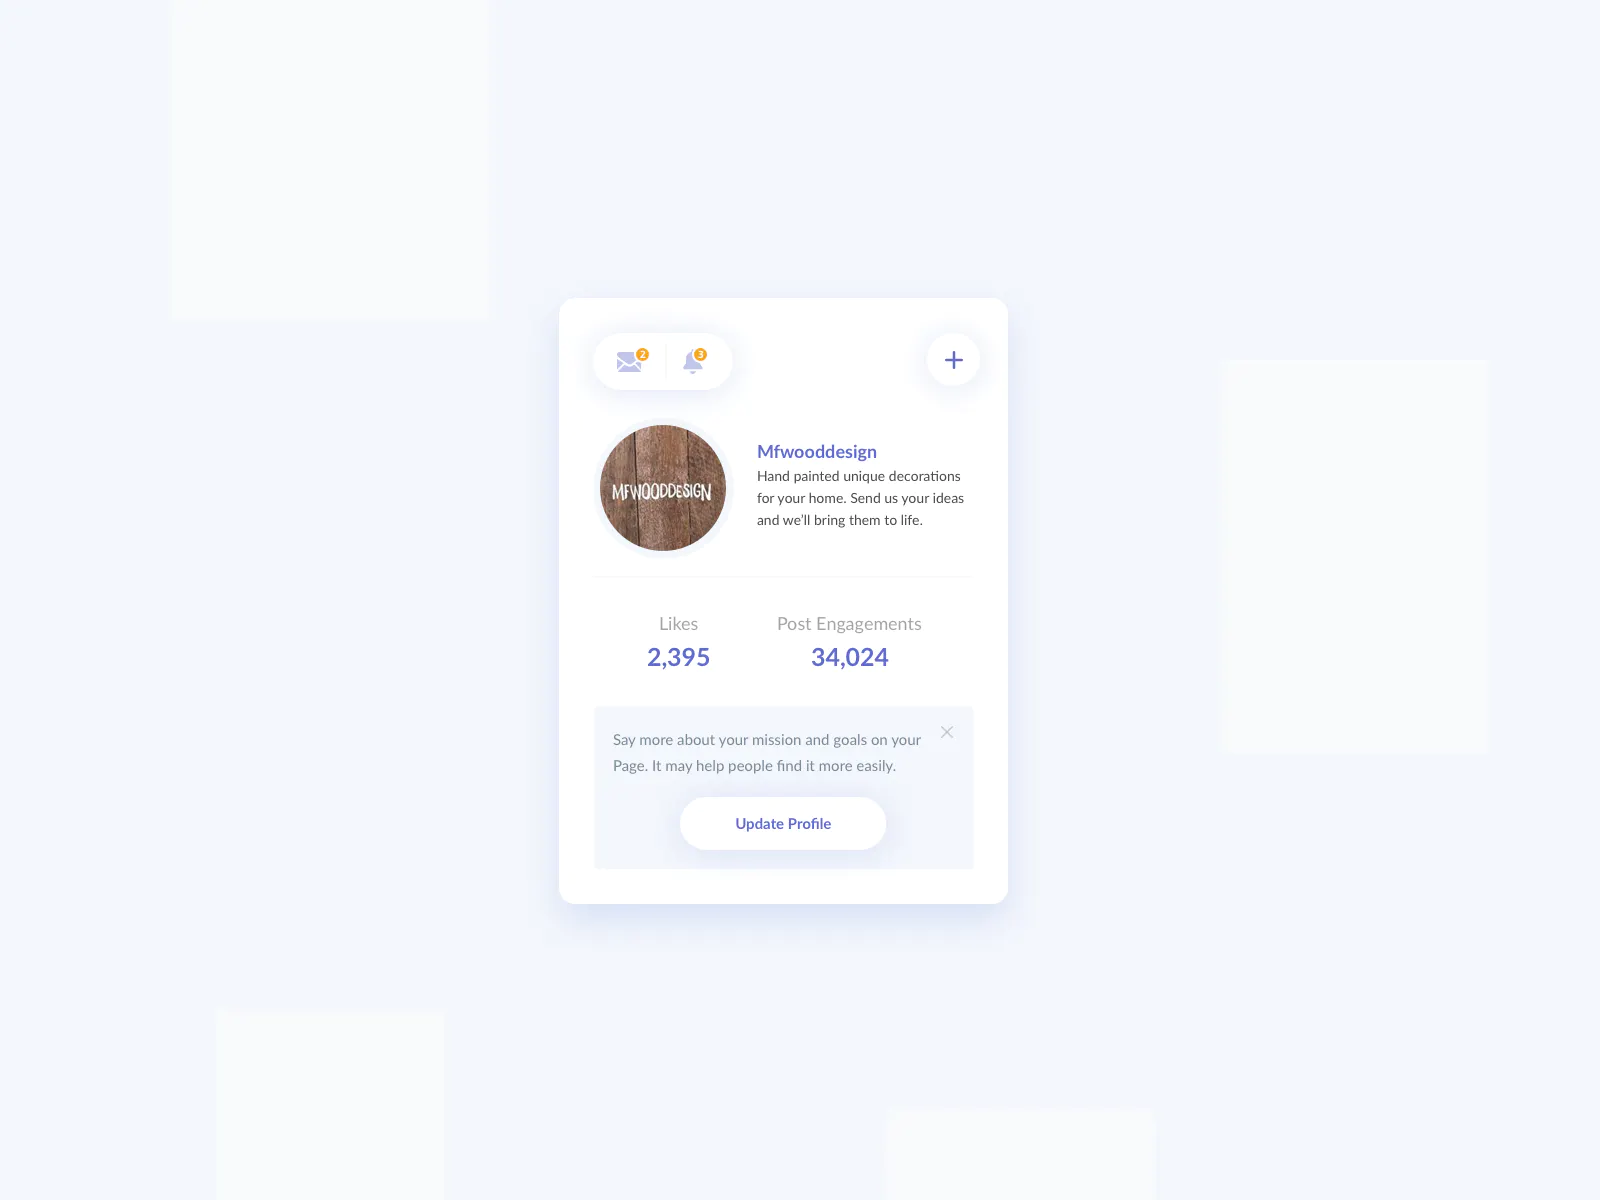 2
3
MFWOODDESIGN
Mfwooddesign
Hand painted unique decorations
for your home. Send us your ideas
and we'll bring them to life.
Likes
Post Engagements
2,395
34,024
Say more about your mission and goals on your
Page. It may help people find it more easily.
Update Profile